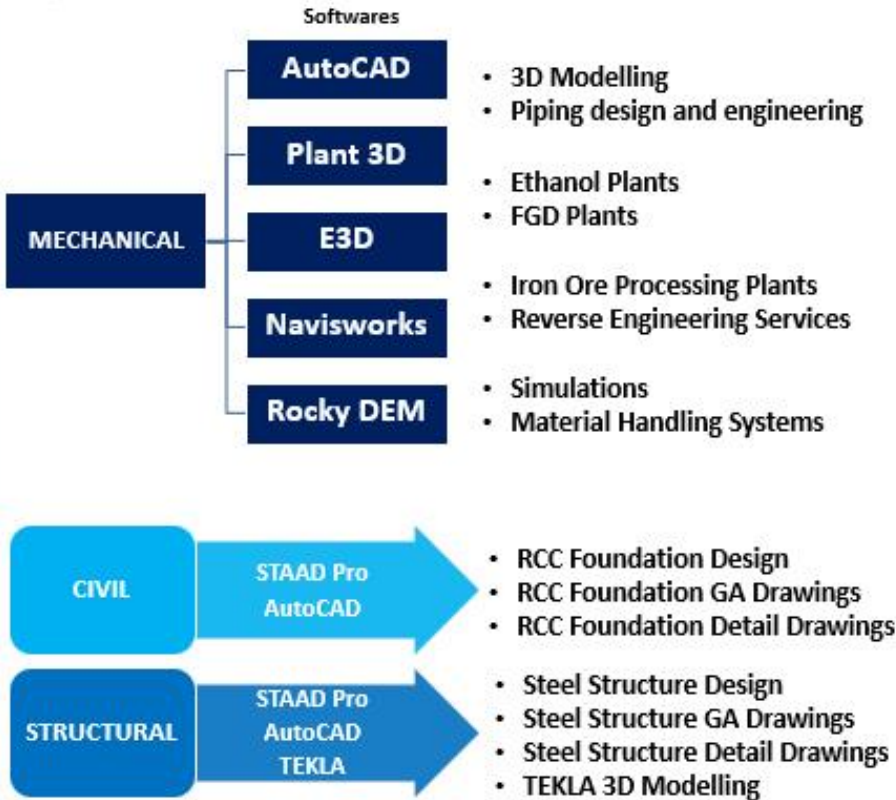 Softwares
MECHANICAL
AutoCAD
Plant 3D
E3D
Navisworks
Rocky DEM
• 3D Modelling
• Piping design and engineering
• Ethanol Plants
• FGD Plants
• Iron Ore Processing Plants
• Reverse Engineering Services
• Simulations
• Material Handling Systems
CIVIL
STAAD Pro
AutoCAD
• RCC Foundation Design
• RCC Foundation GA Drawings
• RCC Foundation Detail Drawings
STRUCTURAL
STAAD Pro
AutoCAD
TEKLA
• Steel Structure Design
• Steel Structure GA Drawings
• Steel Structure Detail Drawings
• TEKLA 3D Modelling